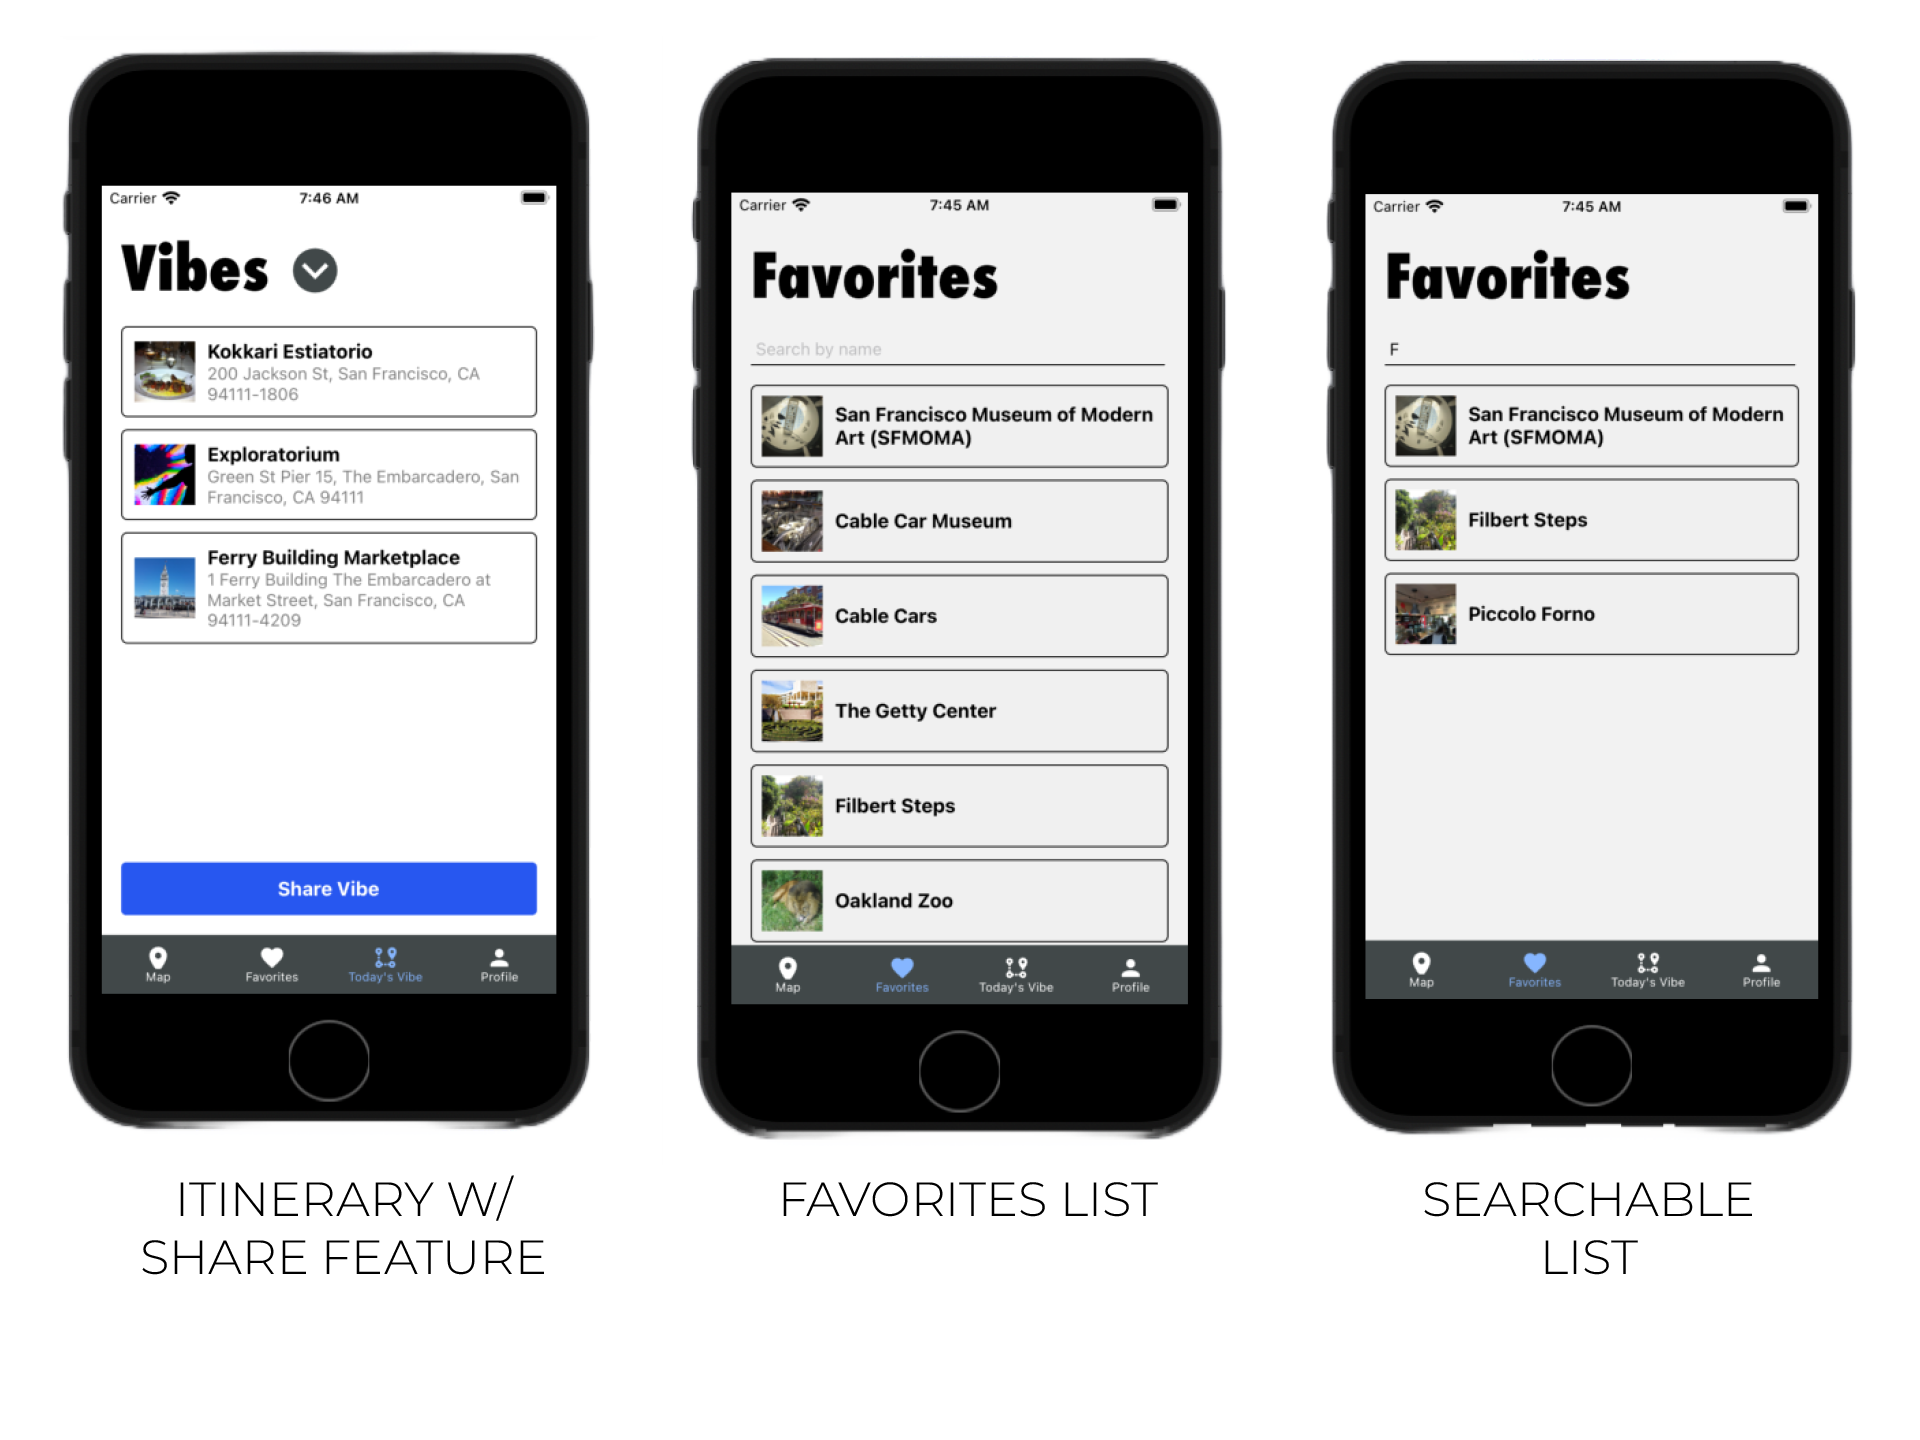 Carrier 7:46 AM
Vibes
Kokkari Estiatorio
200 Jackson St, San Francisco, CA
94111-1806
Exploratorium
Green St Pier 15, The Embarcadero, San
Francisco, CA 94111
Ferry Building Marketplace
1 Ferry Building The Embarcadero at
Market Street, San Francisco, CA
94111-4209
Share Vibe
Map Favorites Today's Vibe Profile
ITINERARY W/
SHARE FEATURE
Carrier 7:45 AM
Favorites
Search by name
San Francisco Museum of Modern
Art (SFMOMA)
Cable Car Museum
Cable Cars
The Getty Center
Filbert Steps
Oakland Zoo
Map Favorites Today's Vibe Profile
FAVORITES LIST
Carrier 7:45 AM
Favorites
F
San Francisco Museum of Modern
Art (SFMOMA)
Filbert Steps
Piccolo Forno
Map Favorites Today's Vibe Profile
SEARCHABLE
LIST